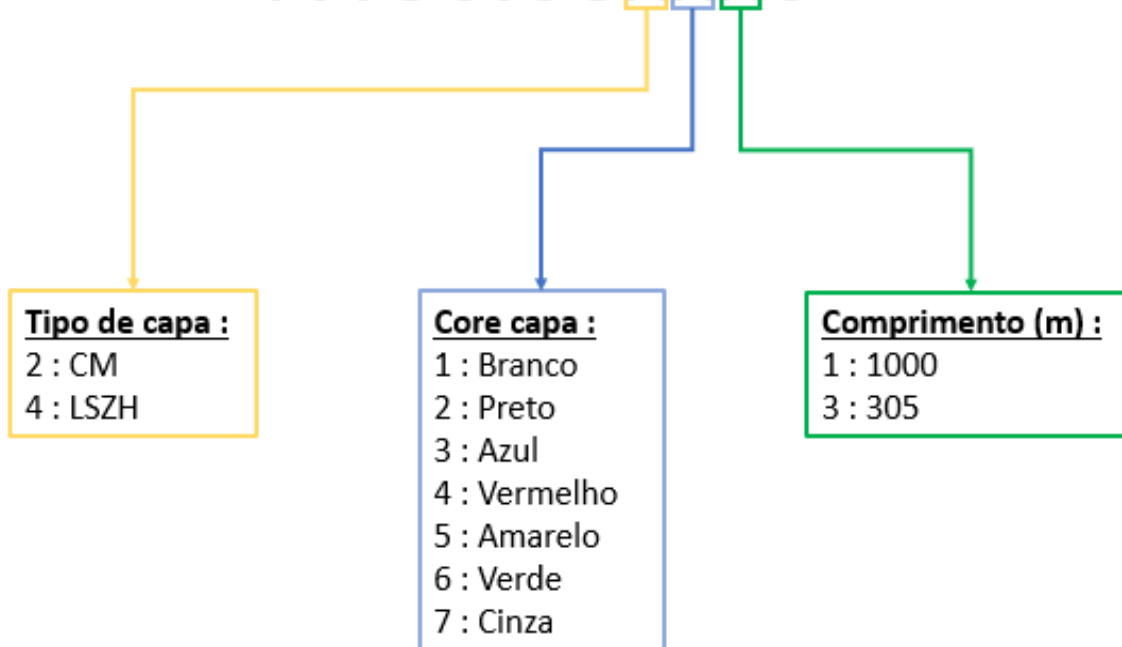 Tipo de capa :
2 : CM
4 : LSZH
Core capa :
1 : Branco
2 : Preto
3 : Azul
4 : Vermelho
5 : Amarelo
6 : Verde
7 : Cinza
Comprimento (m) :
1 : 1000
3 : 305